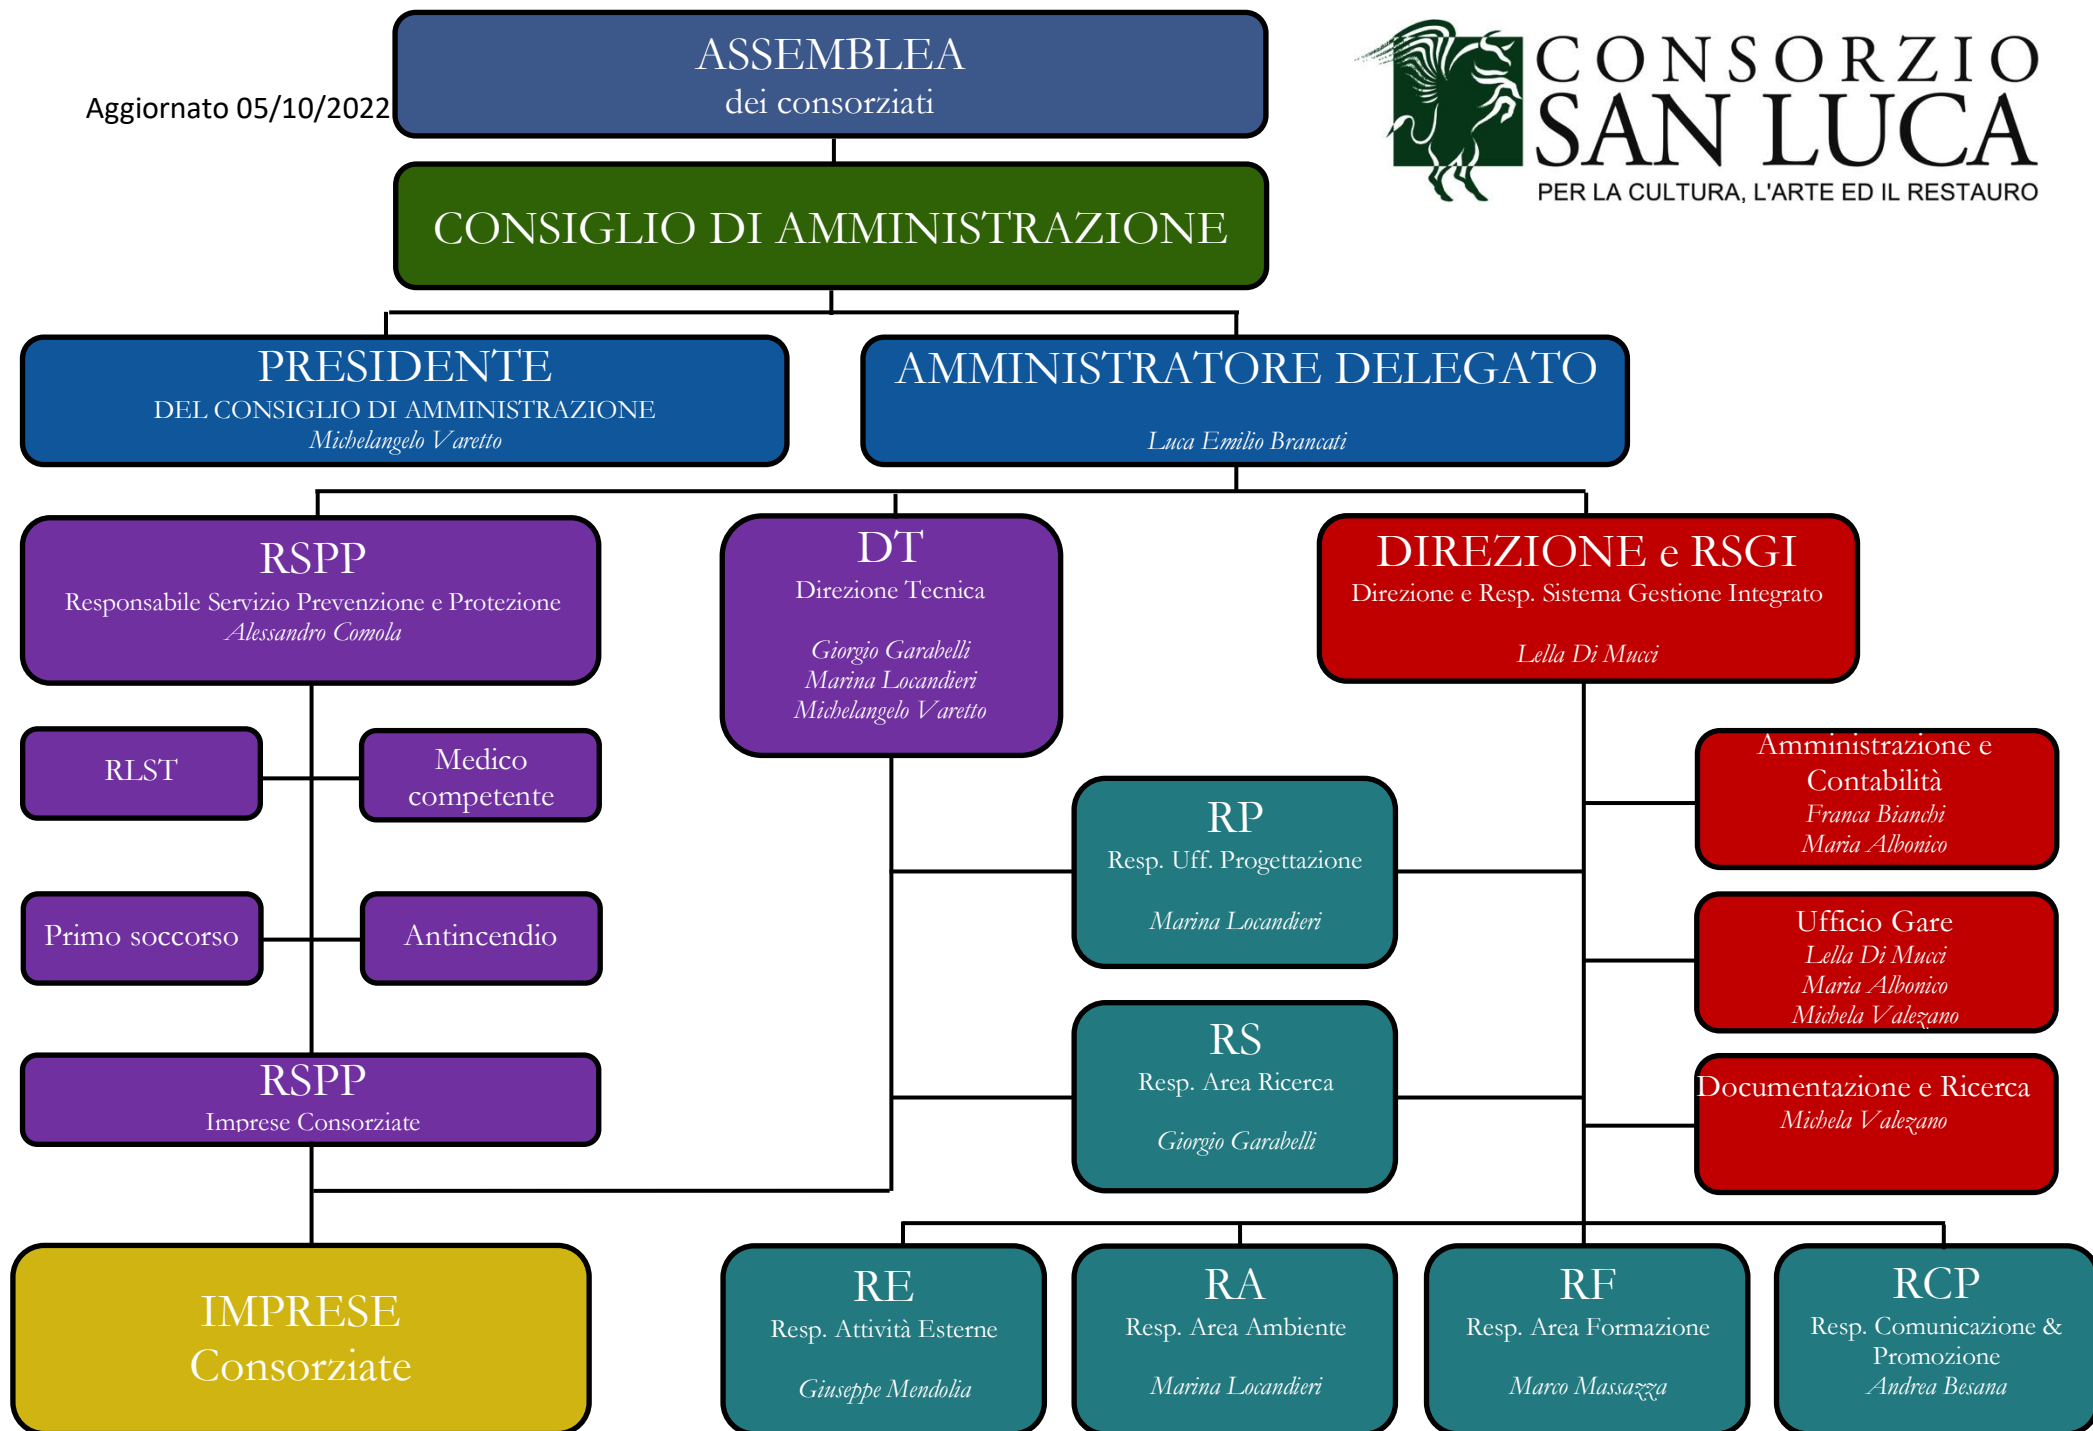 ASSEMBLEA
dei consorziati
Aggiornato 05/10/2022
CONSORZIO
SAN LUCA
PER LA CULTURA, L'ARTE ED IL RESTAURO
CONSIGLIO DI AMMINISTRAZIONE
PRESIDENTE
DEL CONSIGLIO DI AMMINISTRAZIONE
Michelangelo Varetto
AMMINISTRATORE DELEGATO
Luca Emilio Brancati
RSPP
Responsabile Servizio Prevenzione e Protezione
Alessandro Comola
DT
Direzione Tecnica
Giorgio Garabelli
Marina Locandieri
Michelangelo Varetto
DIREZIONE e RSGI
Direzione e Resp. Sistema Gestione Integrato
Lella Di Mucci
RLST
Medico
competente
Primo soccorso
Antincendio
RSPP
Imprese Consorziate
RP
Resp. Uff. Progettazione
Marina Locandieri
RS
Resp. Area Ricerca
Giorgio Garabelli
Amministrazione e
Contabilità
Franca Bianchi
Maria Albonico
Ufficio Gare
Lella Di Mucci
Maria Albonico
Michela Valezano
Documentazione e Ricerca
Michela Valezano
IMPRESE
Consorziate
RE
Resp. Attività Esterne
Giuseppe Mendolia
RA
Resp. Area Ambiente
Marina Locandieri
RF
Resp. Area Formazione
Marco Massazza
RCP
Resp. Comunicazione &
Promozione
Andrea Besana